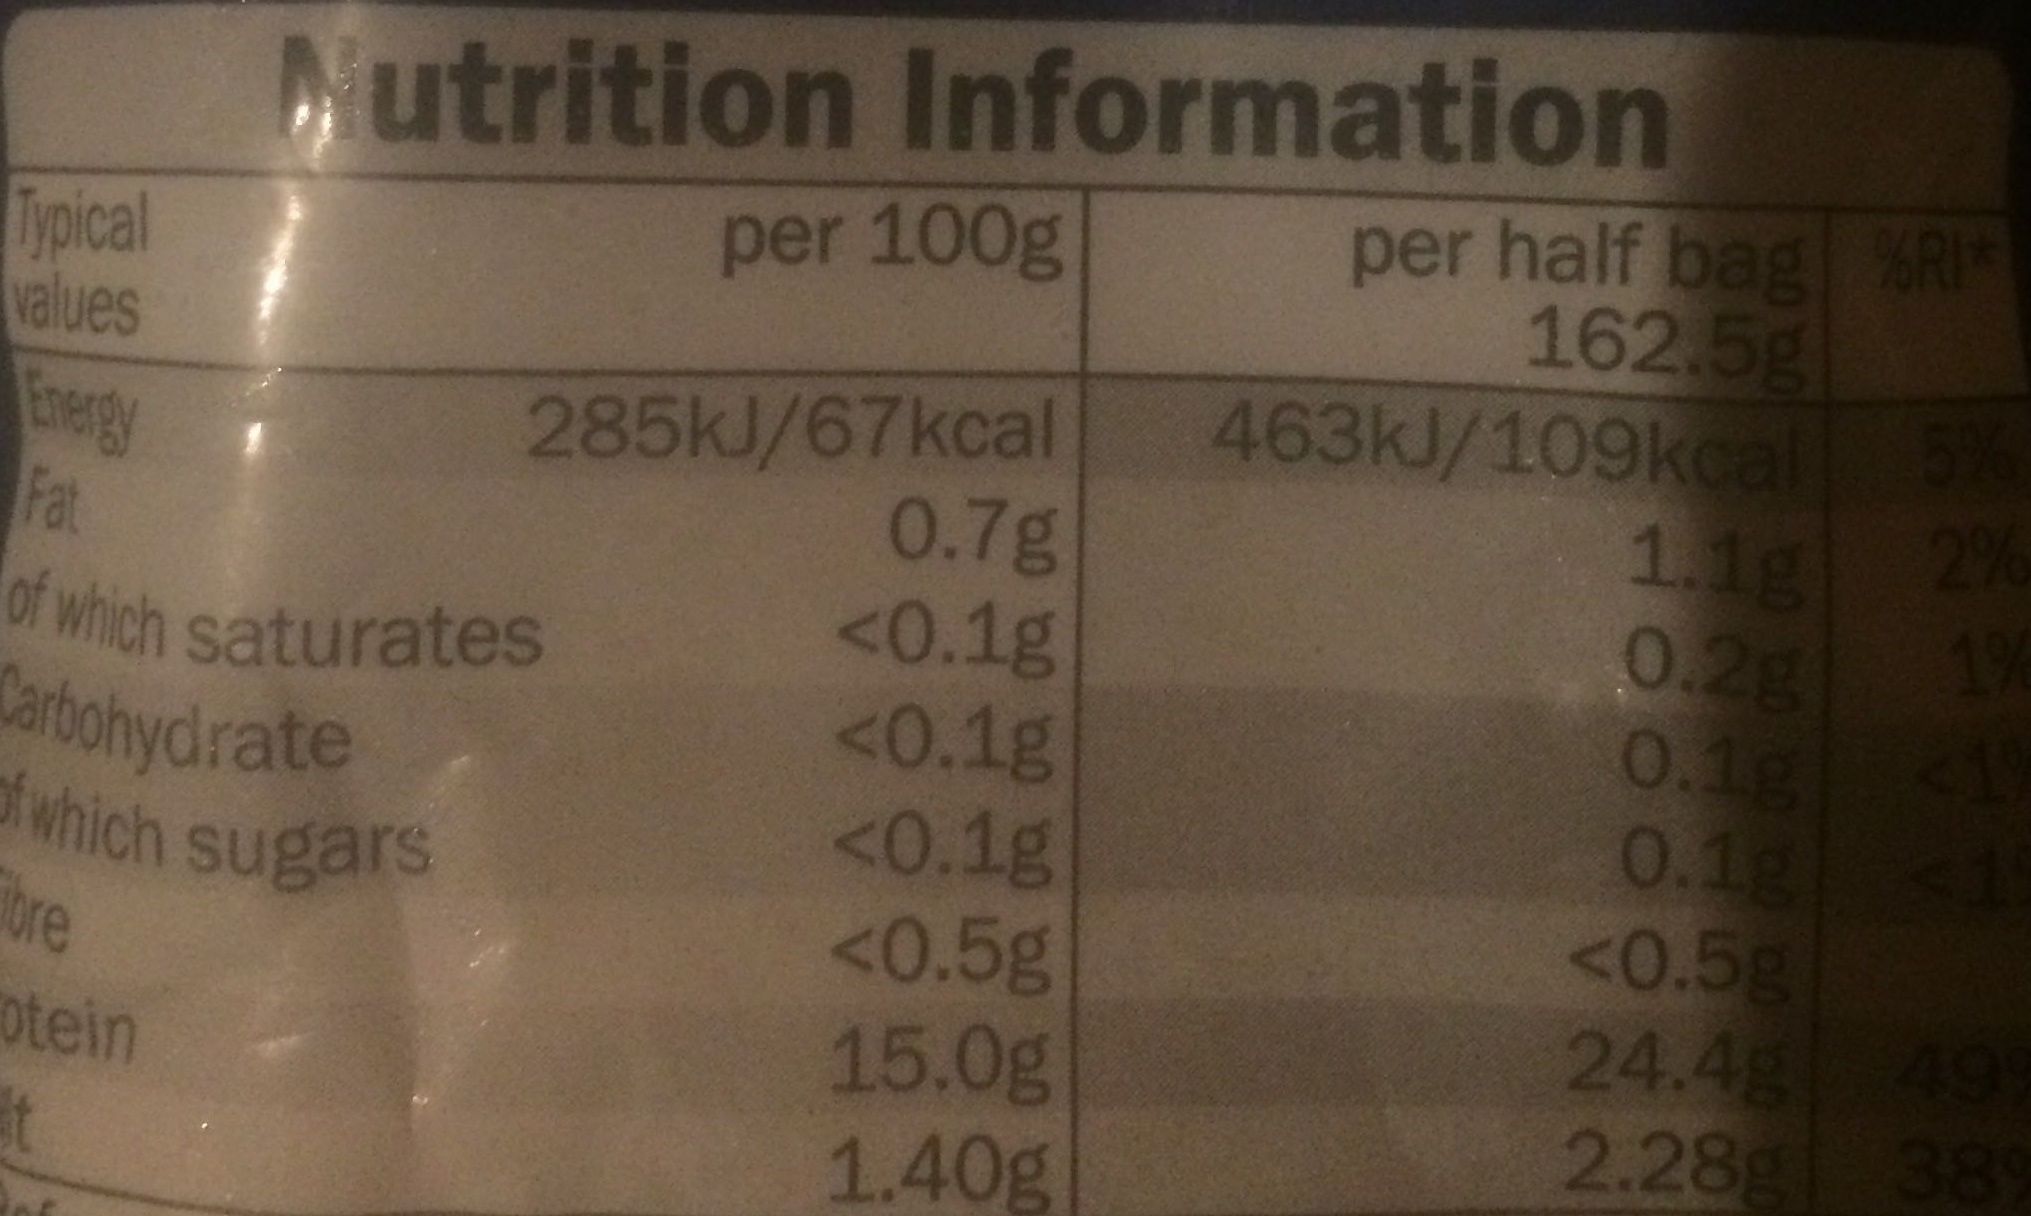 Nutrition Information
Typical values per 100g per half bag 162.5g %RI*
Energy 285kJ/67kcal 463kJ/109kcal 5%
Fat 0.7g 1.1g 2%
of which saturates <0.1g 0.2g 1%
Carbohydrate <0.1g 0.1g <1%
of which sugars <0.1g 0.1g <1
ibre <0.5g <0.5g
otein 15.0g 24.4g 49%
lt 1.40g 2.28g 38%